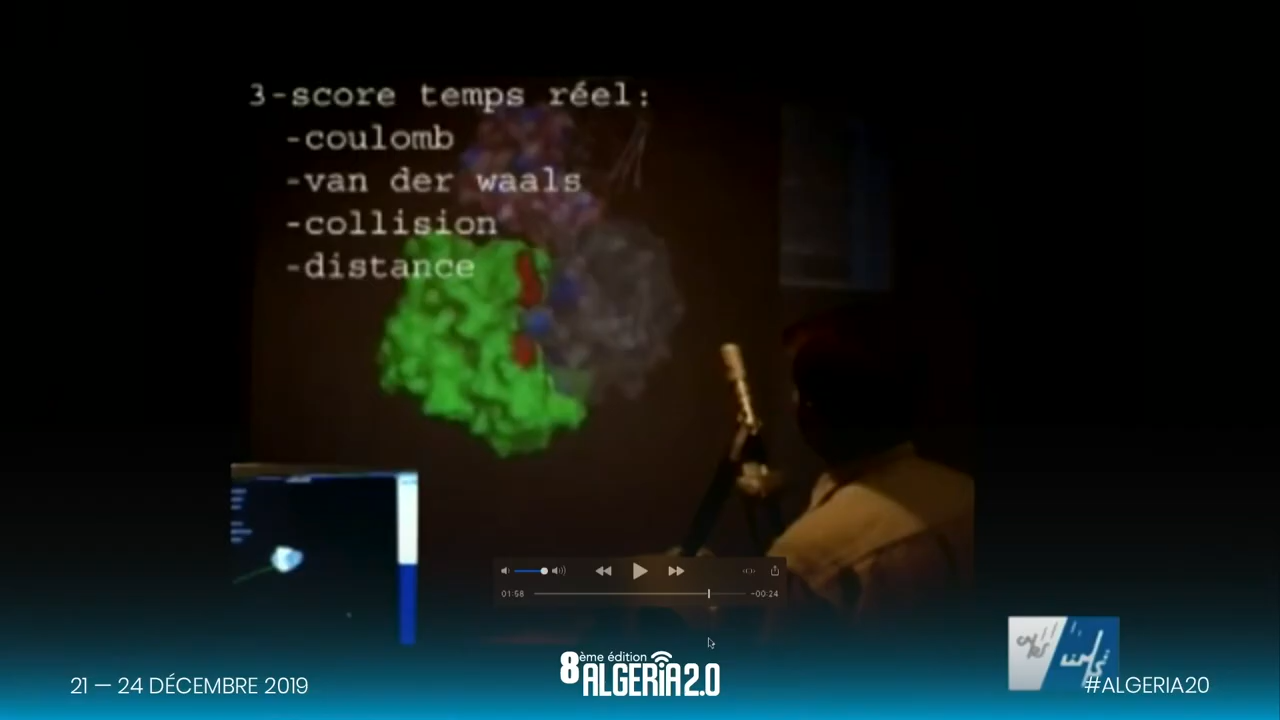 3-score temps réel:
-coulomb
-van der waals
-collision
-distance
01:58
-00:24
21 — 24 DÉCEMBRE 2019
8ème édition
ALGERIA2.0
#ALGERIA20